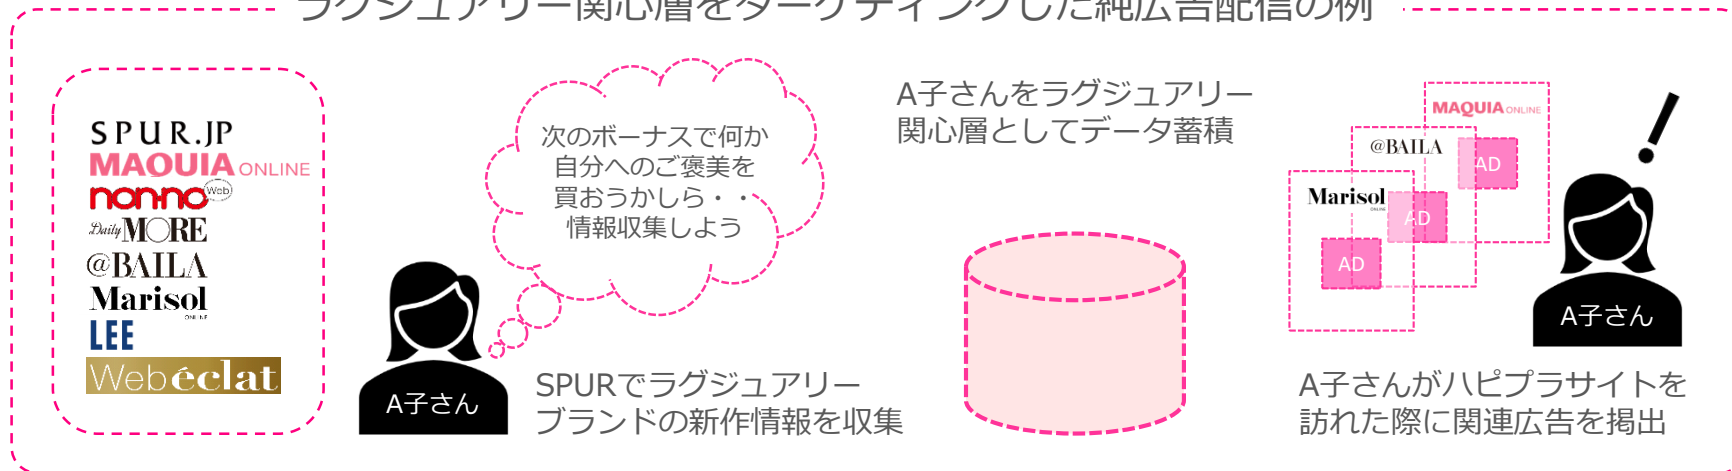 ラグジュアリー関心層をターゲティングした純広告配信の例
SPUR.JP
MAQUIA ONLINE
non-no Web
Daily MORE
@BAILA
Marisol
ONLINE
LEE
Web éclat
次のボーナスで何か
自分へのご褒美を
買おうかしら・・
情報収集しよう
A子さん
SPURでラグジュアリー
ブランドの新作情報を収集
A子さんをラグジュアリー
関心層としてデータ蓄積
MAQUIA ONLINE
AD
@BAILA
AD
Marisol
ONLINE
AD
A子さん
A子さんがハピプラサイトを
訪れた際に関連広告を掲出